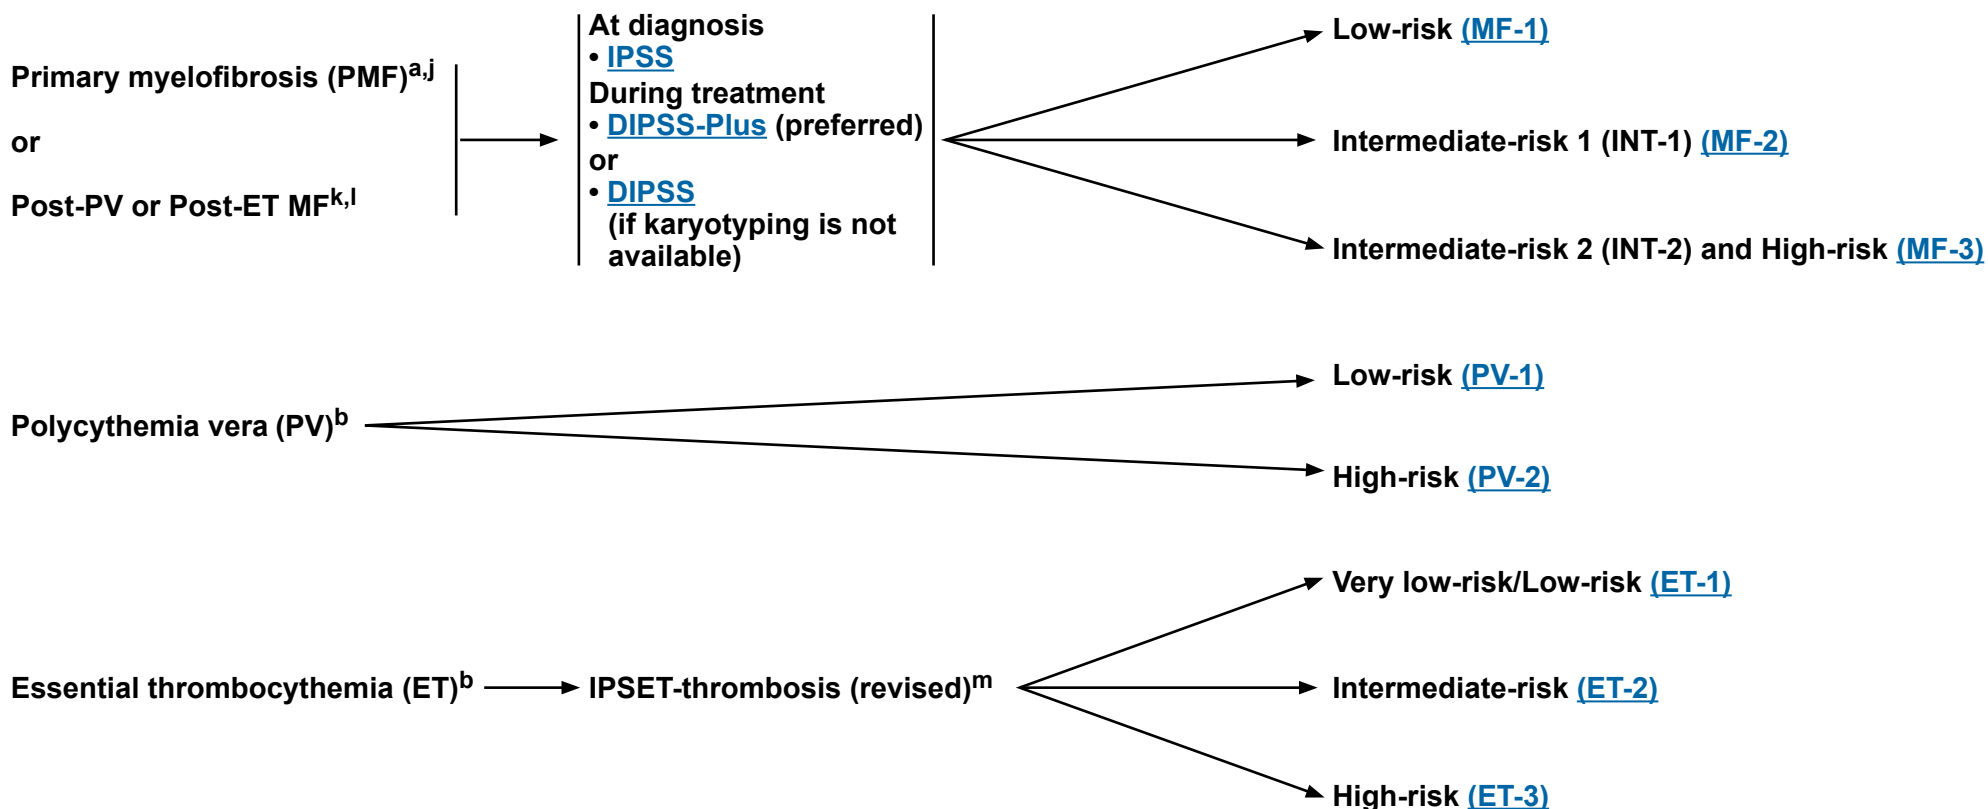 Primary myelofibrosis (PMF)a,j
or
Post-PV or Post-ET MFk,l
At diagnosis
• IPSS
During treatment
• DIPSS-Plus (preferred)
or
• DIPSS
(if karyotyping is not
available)
Low-risk (MF-1)
Intermediate-risk 1 (INT-1) (MF-2)
Intermediate-risk 2 (INT-2) and High-risk (MF-3)
Polycythemia vera (PV)b
Low-risk (PV-1)
High-risk (PV-2)
Essential thrombocythemia (ET)b
IPSET-thrombosis (revised)m
Very low-risk/Low-risk (ET-1)
Intermediate-risk (ET-2)
High-risk (ET-3)